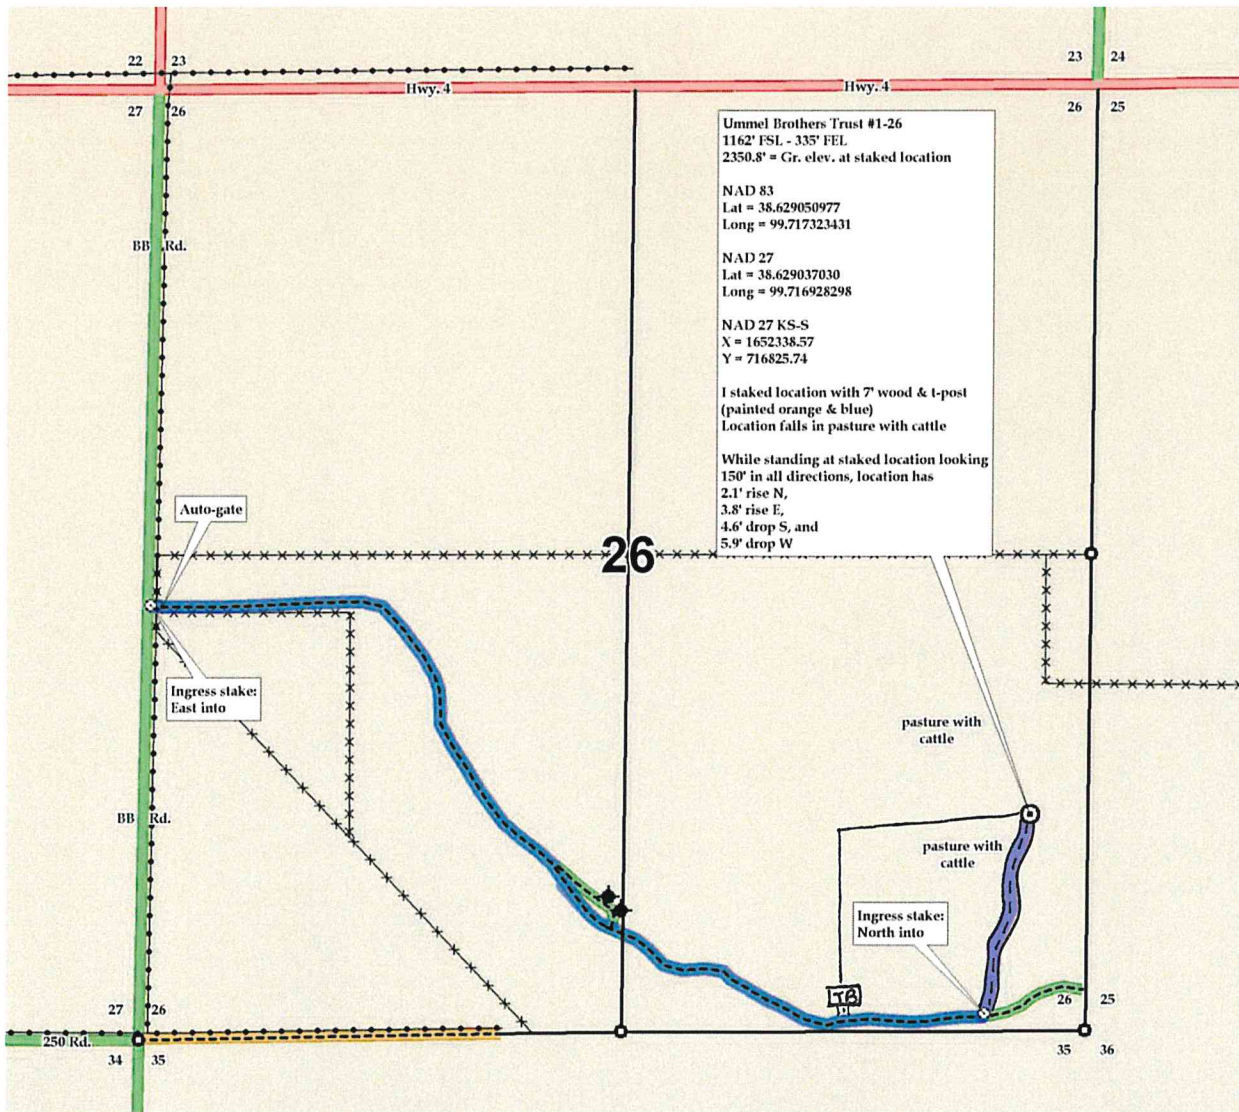 22 23
23 24
Hwy. 4
Hwy. 4
27 26
26 25
Ummel Brothers Trust #1-26
1162' FSL - 335' FEL
2350.8' = Gr. elev. at staked location
NAD 83
Lat = 38.629050977
Long = 99.717323431
NAD 27
Lat = 38.629037030
Long = 99.716928298
NAD 27 KS-S
X = 1652338.57
Y = 716825.74
I staked location with 7' wood & t-post
(painted orange & blue)
Location falls in pasture with cattle
While standing at staked location looking
150' in all directions, location has
2.1' rise N,
3.8' rise E,
4.6' drop S, and
5.9' drop W
BB Rd.
Auto-gate
26
Ingress stake:
East into
pasture with
cattle
BB Rd.
pasture with
cattle
Ingress stake:
North into
TB
27 26
26 25
250 Rd.
34 35
35 36